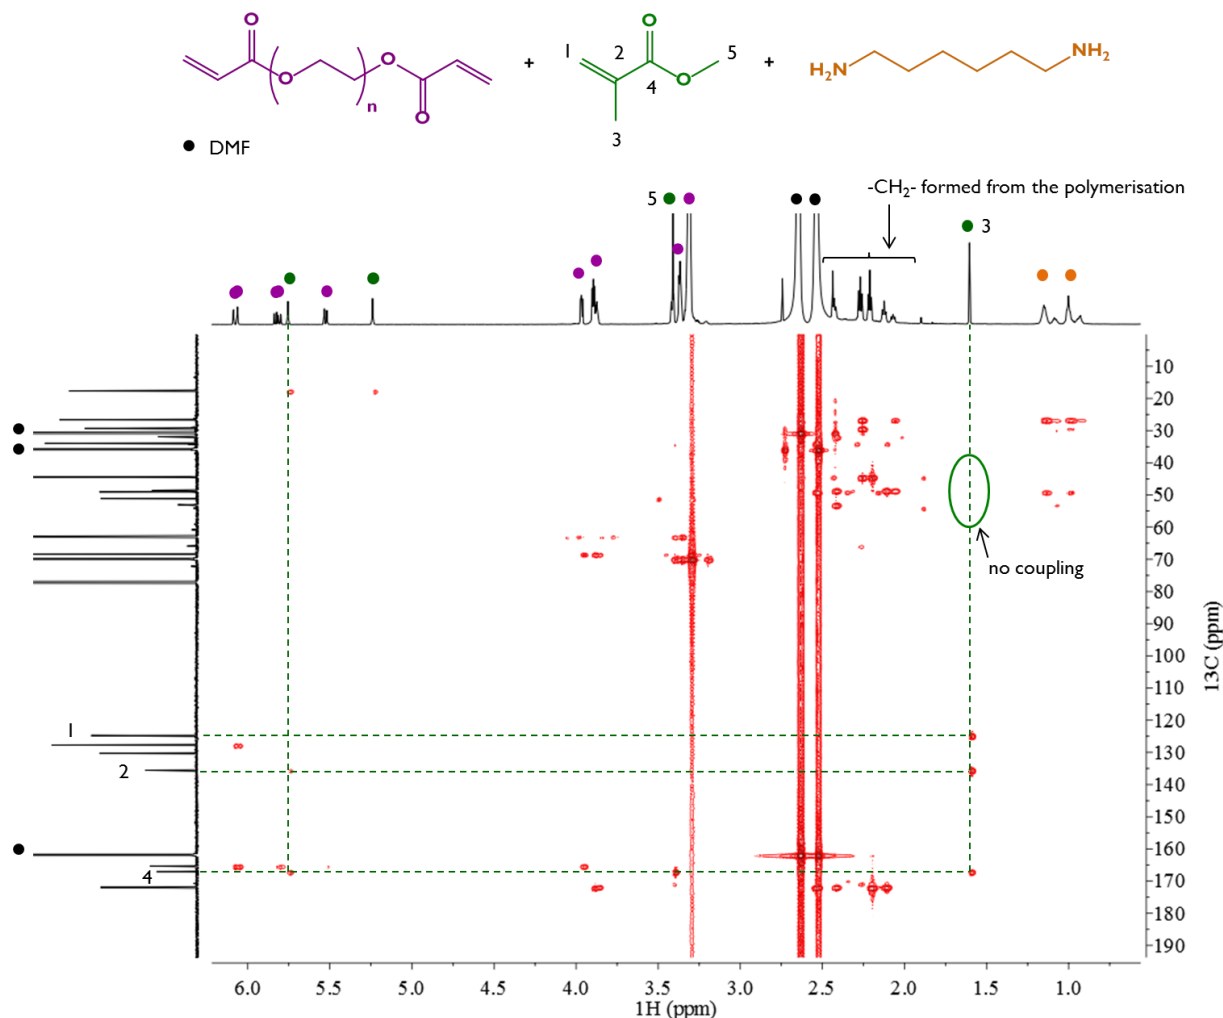 O
O
O
n
O
+
1
2
3
O
4
O
5
+
H₂N
NH₂
DMF
-CH₂- formed from the polymerisation
5
3
no coupling
1
2
4
10
20
30
40
50
60
70
80
90
100
110
120
130
140
150
160
170
180
190
13C (ppm)
6.0 5.5 5.0 4.5 4.0 3.5 3.0 2.5 2.0 1.5 1.0
1H (ppm)